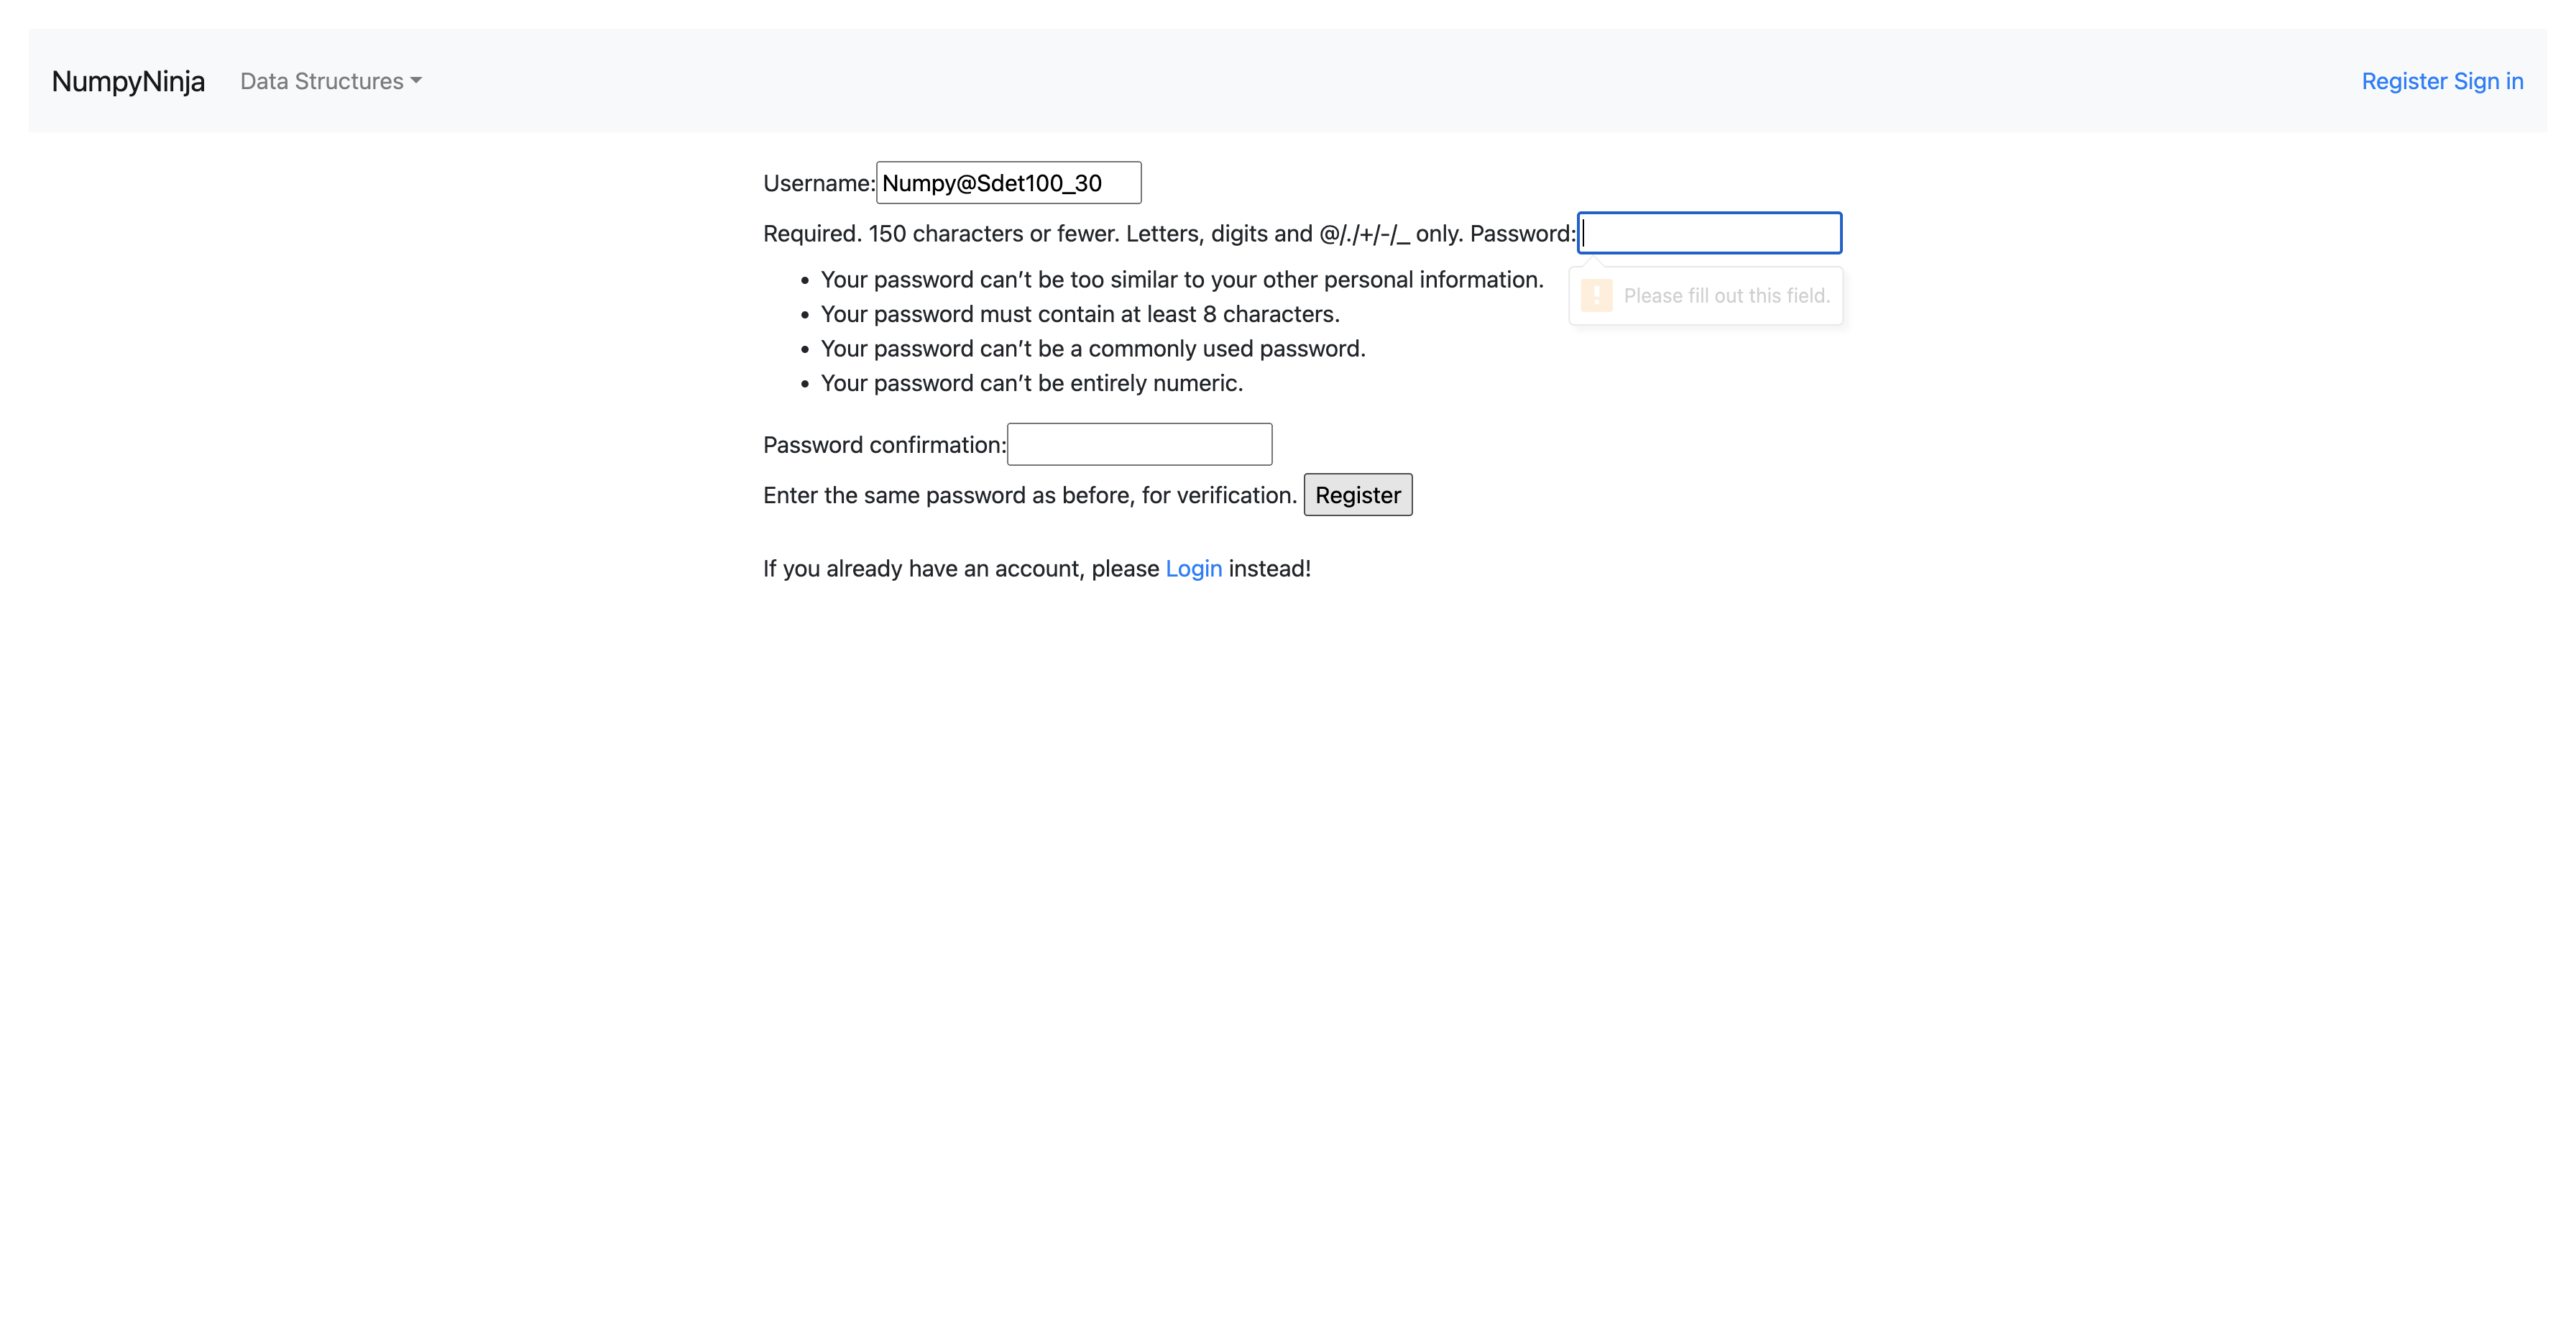 NumpyNinja Data Structures Register Sign in
Username: Numpy@Sdet100_30
Required. 150 characters or fewer. Letters, digits and @/./+/-/_ only. Password:
• Your password can’t be too similar to your other personal information.
! Please fill out this field.
• Your password must contain at least 8 characters.
• Your password can’t be a commonly used password.
• Your password can’t be entirely numeric.
Password confirmation:
Enter the same password as before, for verification. Register
If you already have an account, please Login instead!